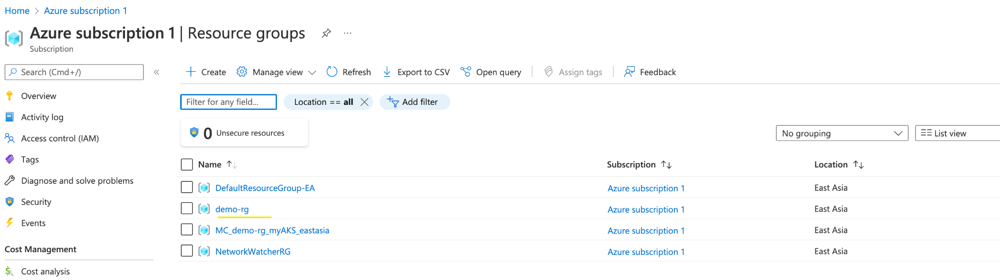 Home > Azure subscription 1
Azure subscription 1 | Resource groups ...
Subscription
Search (Cmd+/) «
Create Manage view Refresh Export to CSV Open query Assign tags Feedback
Overview
Activity log
Access control (IAM)
Tags
Diagnose and solve problems
Security
Events
Cost Management
Cost analysis
Filter for any field... Location == all Add filter
0 Unsecure resources
No grouping List view
Name Subscription Location
DefaultResourceGroup-EA Azure subscription 1 East Asia
demo-rg Azure subscription 1 East Asia
MC_demo-rg_myAKS_eastasia Azure subscription 1 East Asia
NetworkWatcherRG Azure subscription 1 East Asia